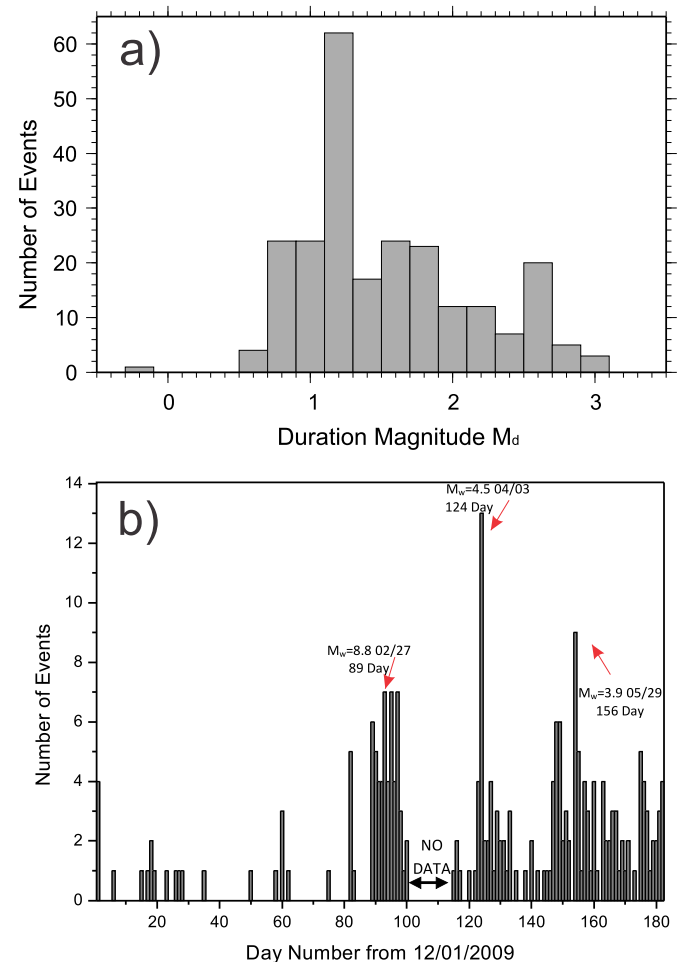 a)
60
50
40
30
20
10
0
Number of Events
0 1 2 3
Duration Magnitude Md
b)
14
12
10
8
6
4
2
0
Number of Events
Mw=4.5 04/03
124 Day
Mw=8.8 02/27
89 Day
Mw=3.9 05/29
156 Day
NO
DATA
20 40 60 80 100 120 140 160 180
Day Number from 12/01/2009